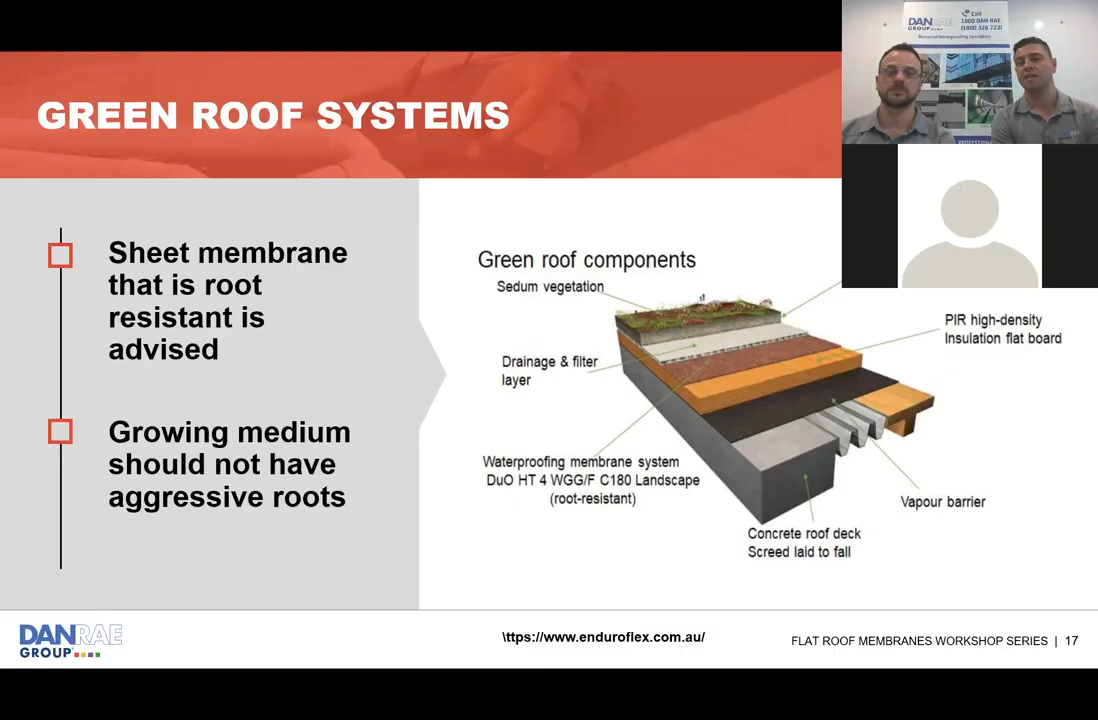 GREEN ROOF SYSTEMS
DANRAE
GROUP
Call
1800 DAN RAE
(1800 326 723)
Sheet membrane
that is root
resistant is
advised
Growing medium
should not have
aggressive roots
Green roof components
Sedum vegetation
PIR high-density
Insulation flat board
Drainage & filter
layer
Waterproofing membrane system
DuO HT 4 WGG/F C180 Landscape
(root-resistant)
Vapour barrier
Concrete roof deck
Screed laid to fall
DANRAE
GROUP
\ttps://www.enduroflex.com.au/
FLAT ROOF MEMBRANES WORKSHOP SERIES | 17